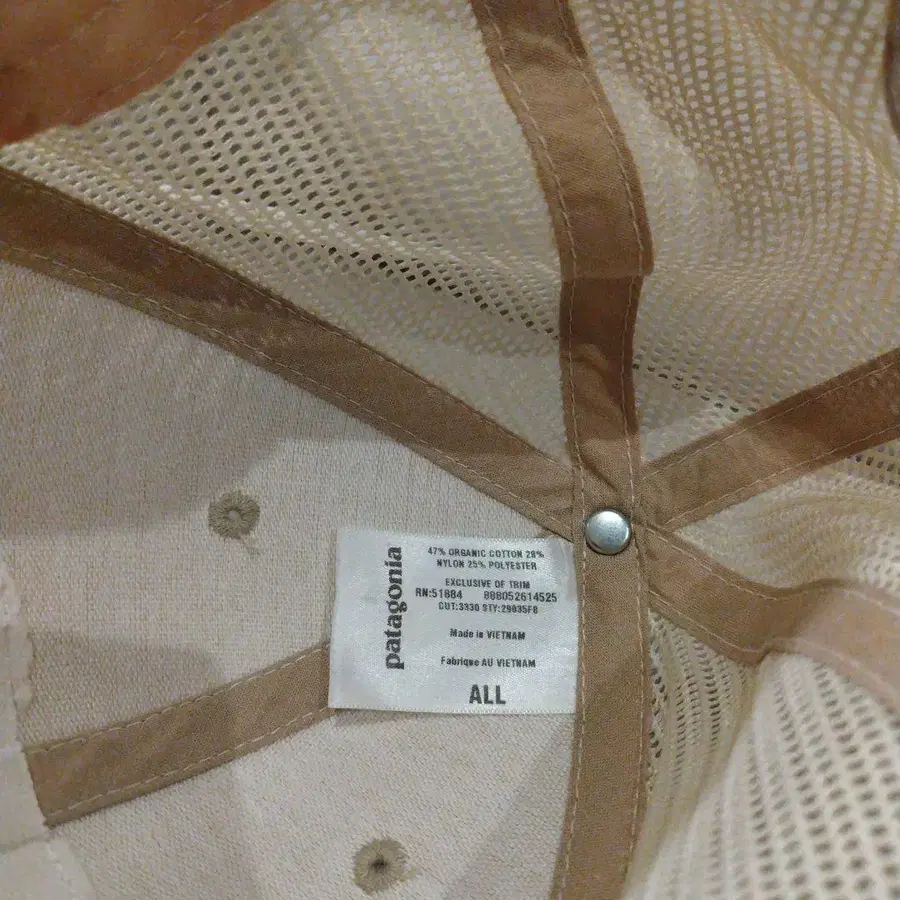 patagonia
47% ORGANIC COTTON 28%
NYLON 25% POLYESTER
EXCLUSIVE OF TRIM
RN:51884 888052614525
CUT:3330 STY:29035F8
Made in VIETNAM
Fabrique AU VIETNAM
ALL